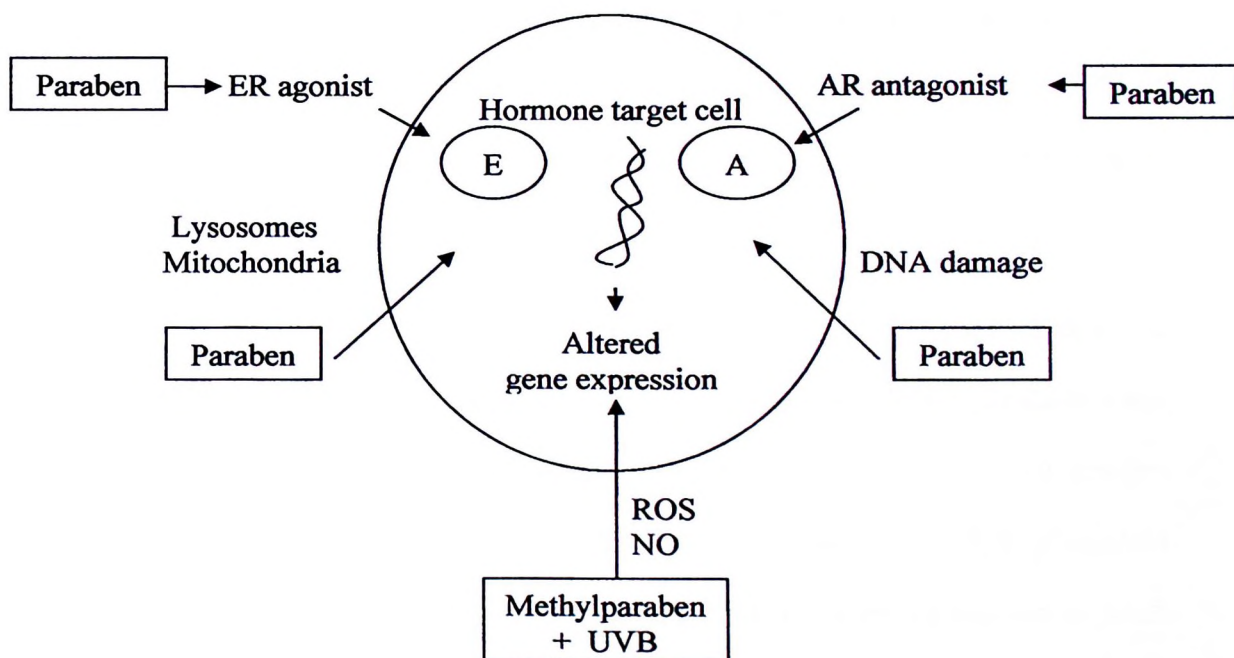 Paraben
ER agonist
AR antagonist
Paraben
Hormone target cell
E
A
Lysosomes
Mitochondria
DNA damage
Paraben
Altered
gene expression
Paraben
ROS
NO
Methylparaben
+ UVB